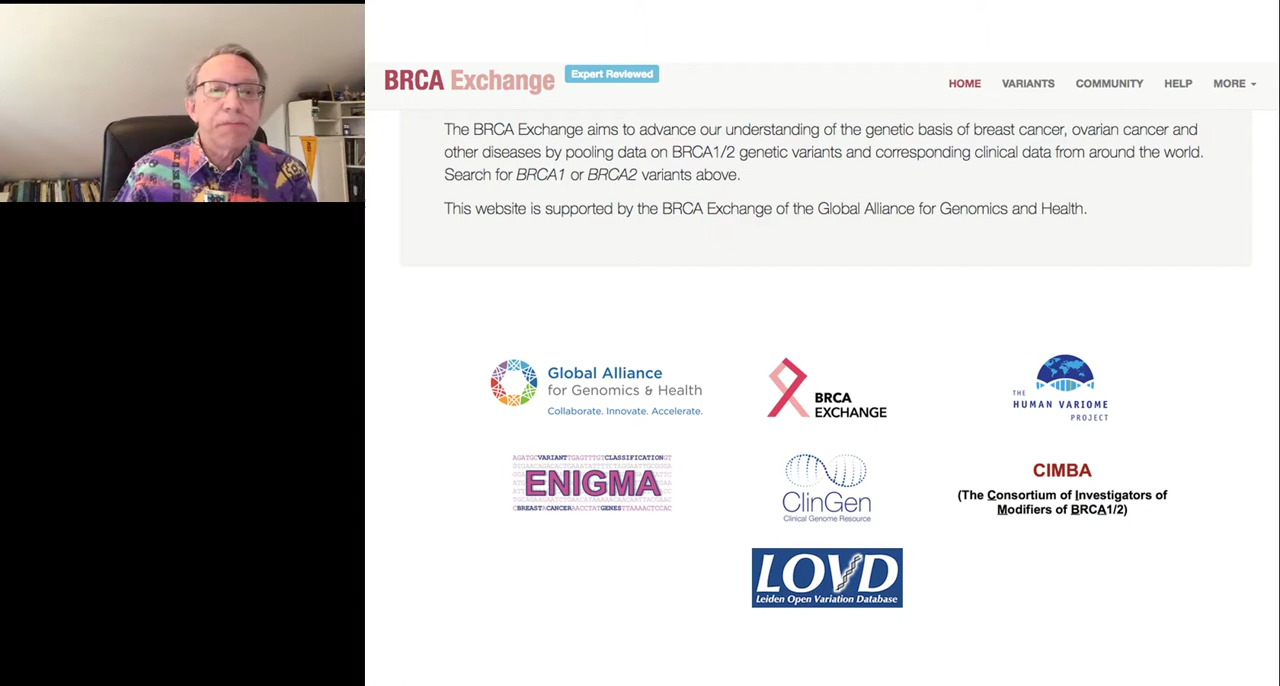 BRCA Exchange Expert Reviewed
HOME VARIANTS COMMUNITY HELP MORE
The BRCA Exchange aims to advance our understanding of the genetic basis of breast cancer, ovarian cancer and
other diseases by pooling data on BRCA1/2 genetic variants and corresponding clinical data from around the world.
Search for BRCA1 or BRCA2 variants above.
This website is supported by the BRCA Exchange of the Global Alliance for Genomics and Health.
Global Alliance
for Genomics & Health
Collaborate. Innovate. Accelerate.
BRCA
EXCHANGE
THE
HUMAN VARIOME
PROJECT
AGATGCVARIANTTGAGTTTGTCLASSIFICATIONGT
ENIGMA
CBREASTACANCERAACCTATGENESTTAAAACTCCAC
ClinGen
Clinical Genome Resource
CIMBA
(The Consortium of Investigators of
Modifiers of BRCA1/2)
LOVD
Leiden Open Variation Database